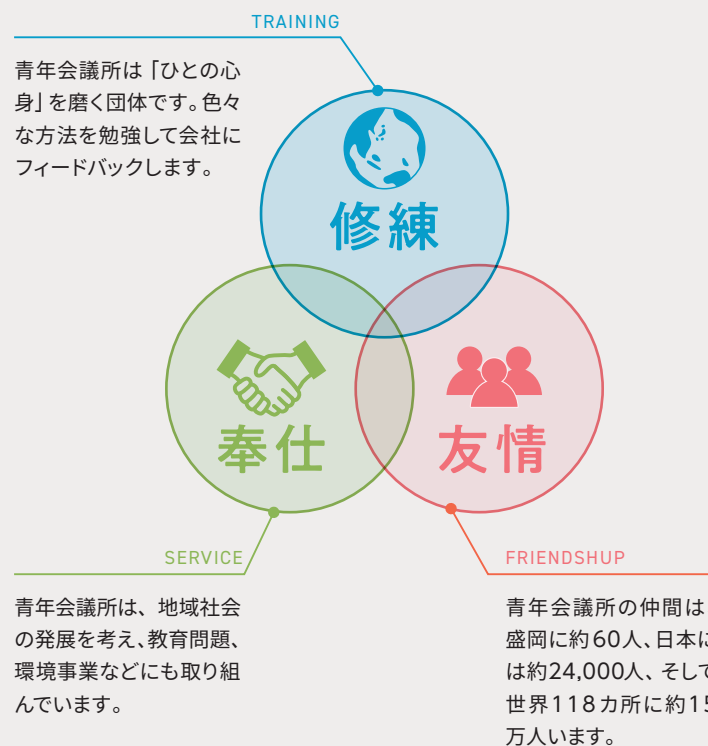 TRAINING
青年会議所は「ひとの心
身」を磨く団体です。色々
な方法を勉強して会社に
フィードバックします。
修練
奉仕
友情
SERVICE
青年会議所は、地域社会
の発展を考え、教育問題、
環境事業などにも取り組
んでいます。
FRIENDSHUP
青年会議所の仲間は
盛岡に約60人、日本に
は約24,000人、そして
世界118カ所に約15
万人います。